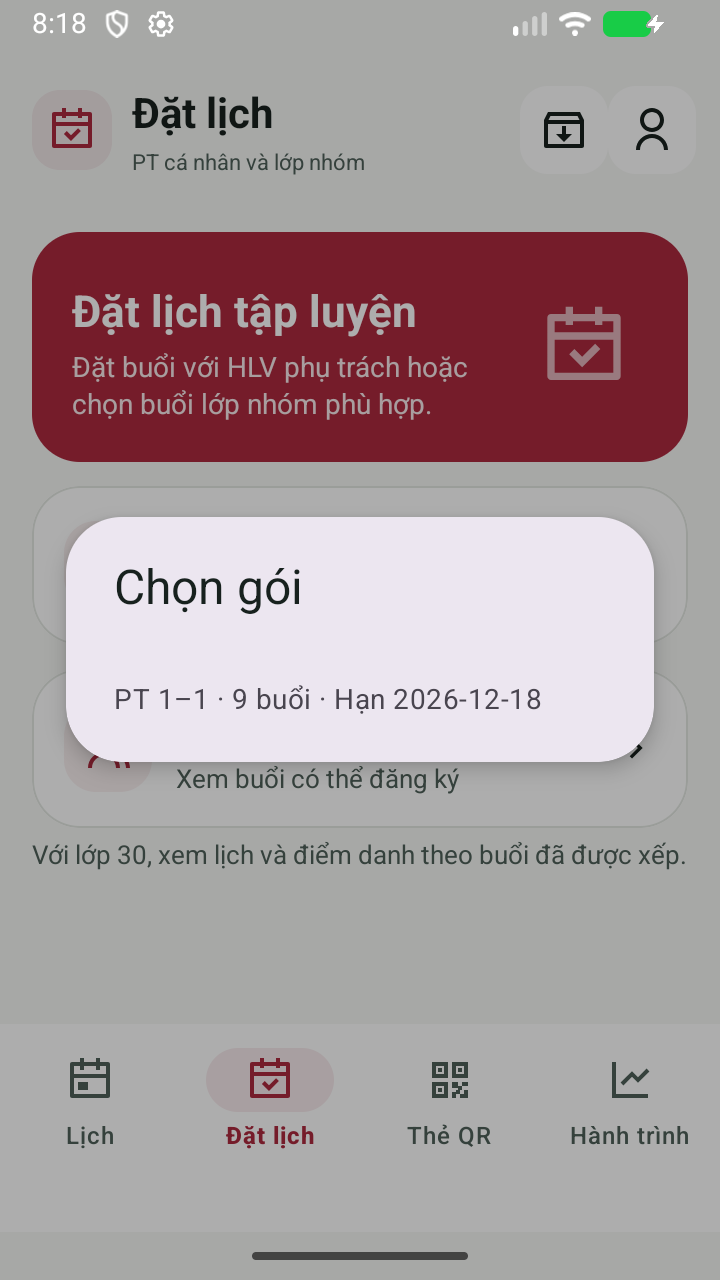 8:18
Đặt lịch
PT cá nhân và lớp nhóm
Đặt lịch tập luyện
Đặt buổi với HLV phụ trách hoặc
chọn buổi lớp nhóm phù hợp.
Chọn gói
PT 1–1 · 9 buổi · Hạn 2026-12-18
Xem buổi có thể đăng ký
Với lớp 30, xem lịch và điểm danh theo buổi đã được xếp.
Lịch
Đặt lịch
Thẻ QR
Hành trình